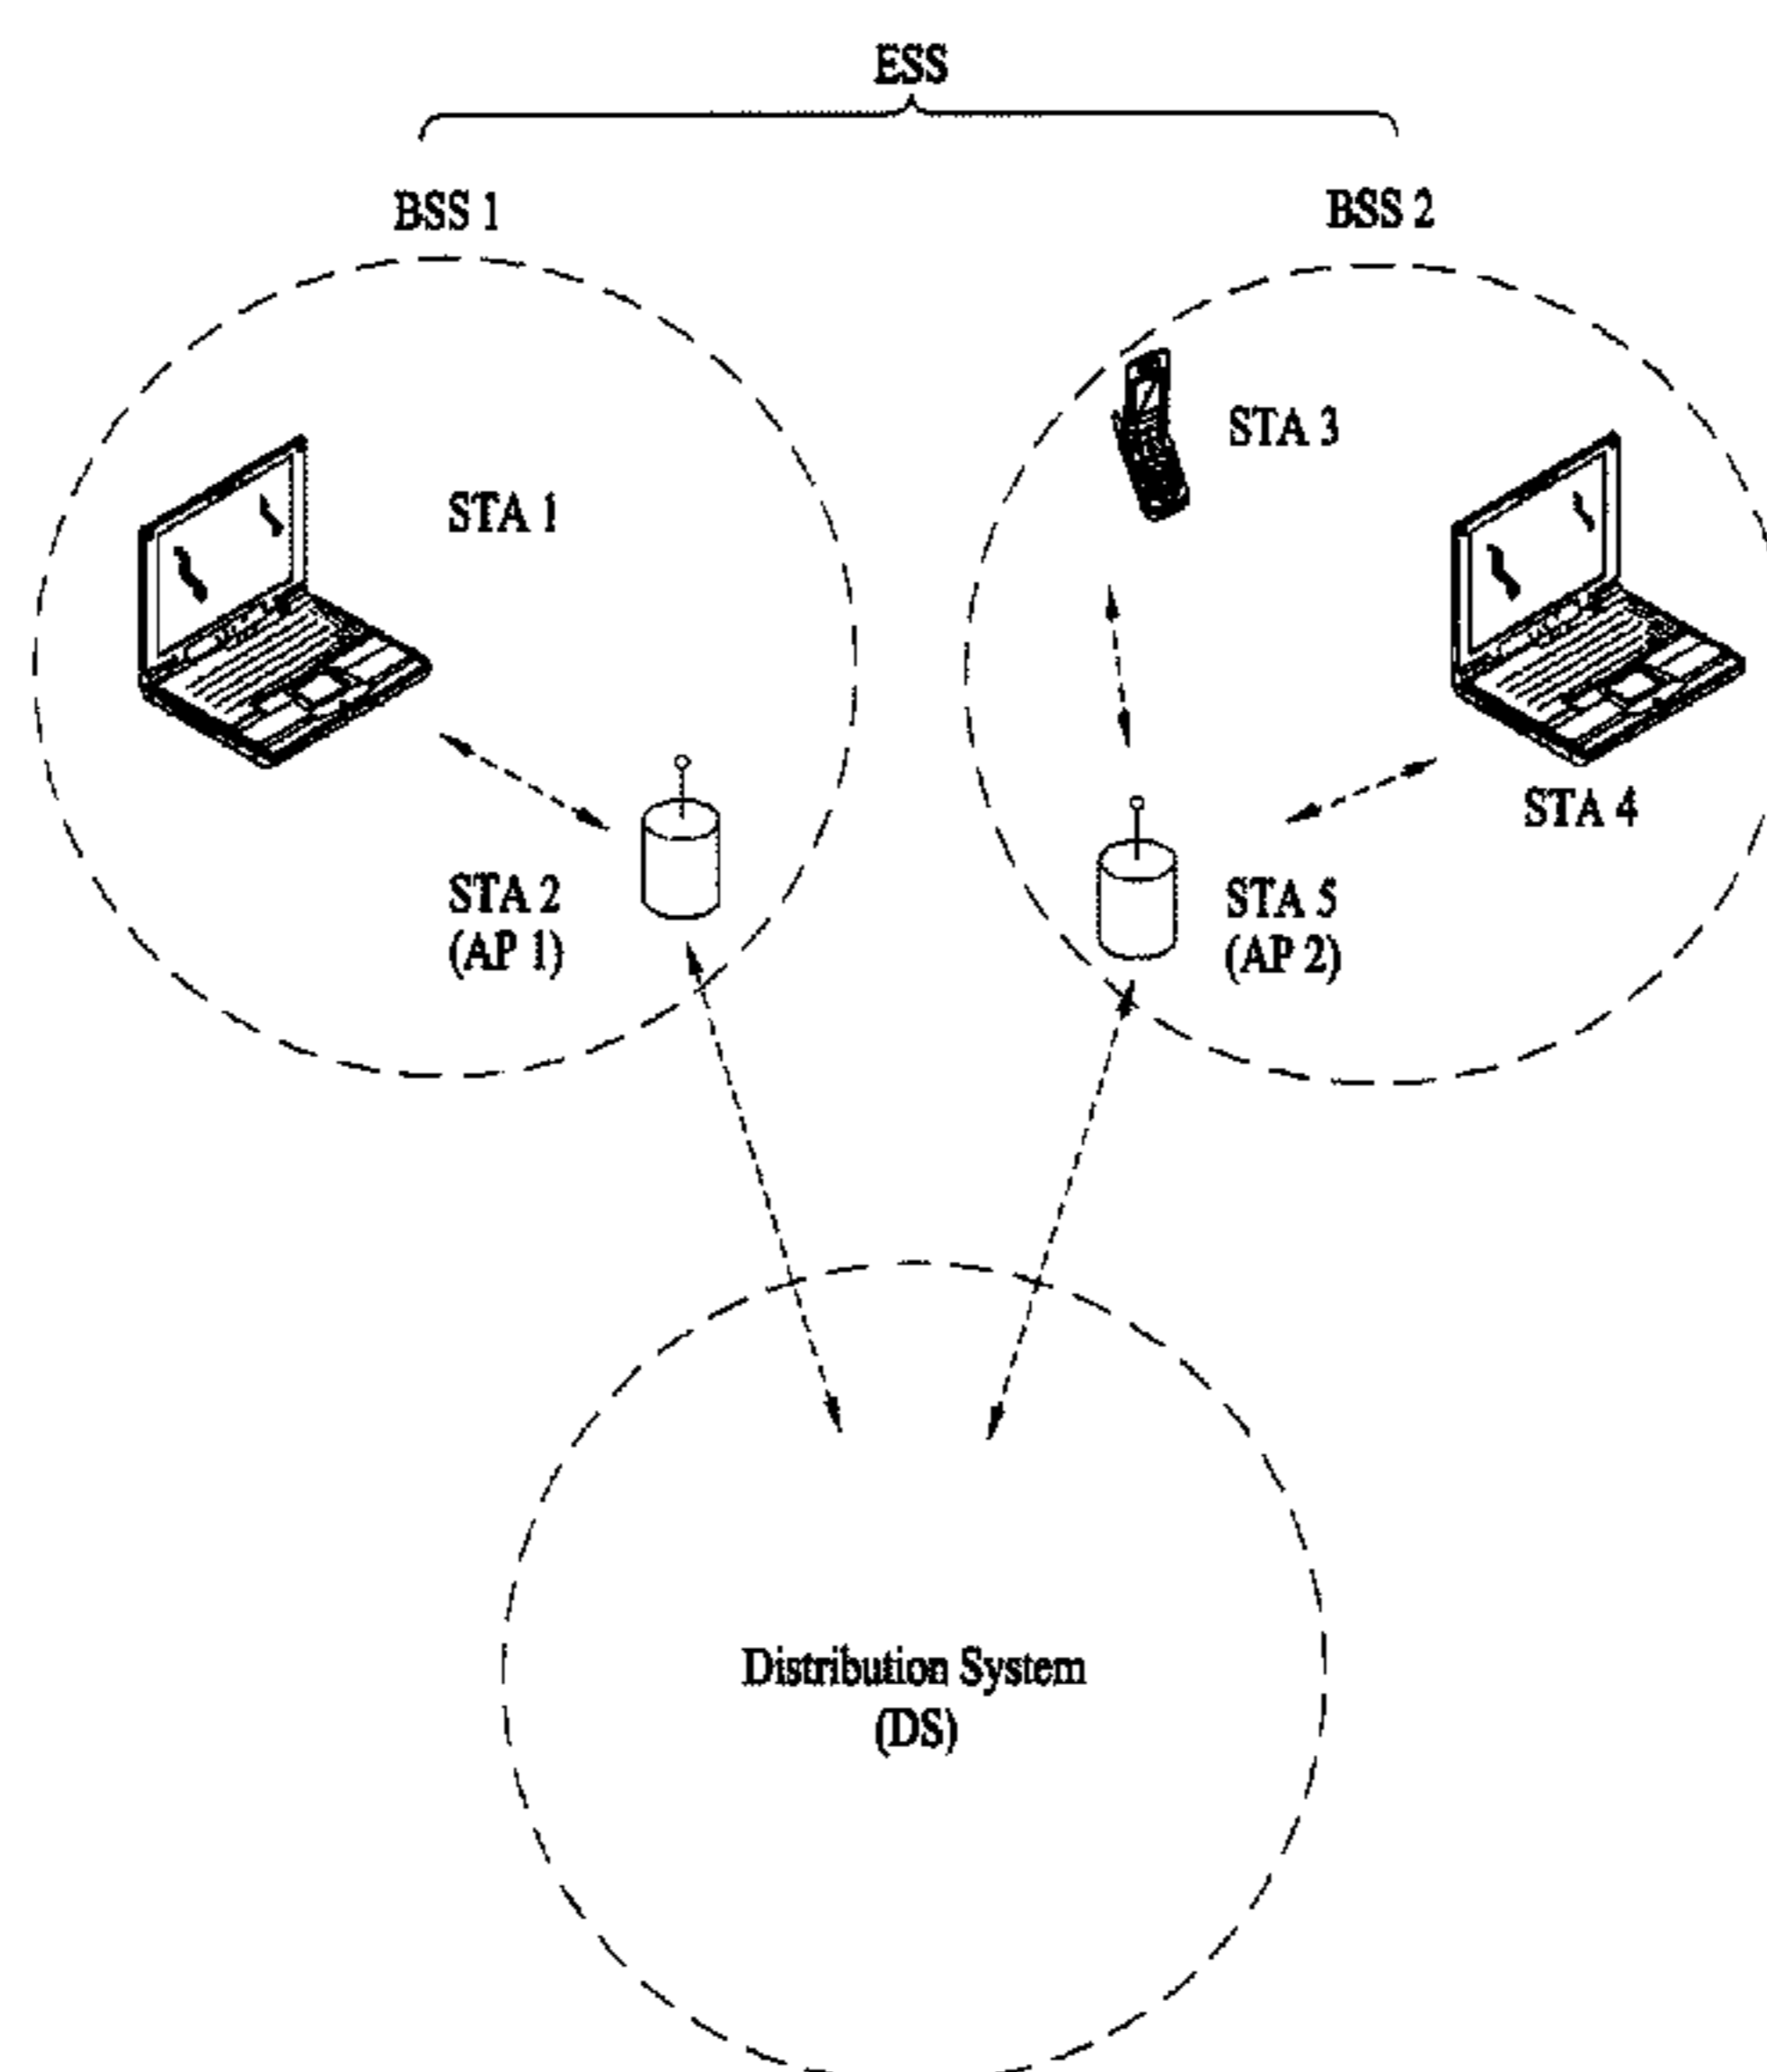 ESS
BSS 1
BSS 2
STA 3
STA 1
STA 4
STA 2
(AP 1)
STA 5
(AP 2)
Distribution System
(DS)